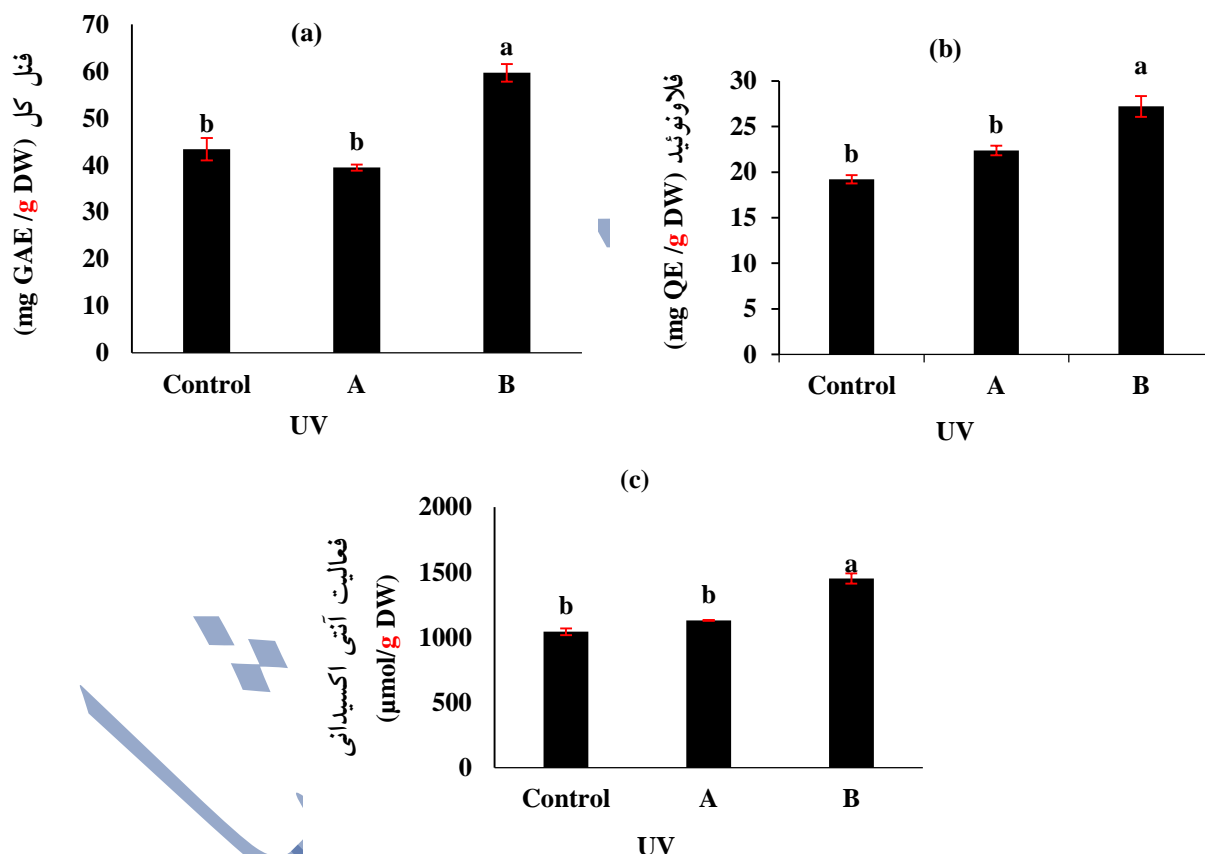 (a)
فنل کل
(mg GAE /g DW)
70
60
50
40
30
20
10
0
b
b
a
Control A B
UV
(b)
فلاونوئید
(mg QE /g DW)
30
25
20
15
10
5
0
b
b
a
Control A B
UV
(c)
فعالیت آنتی اکسیدانی
(µmol/g DW)
2000
1500
1000
500
0
b
b
a
Control A B
UV